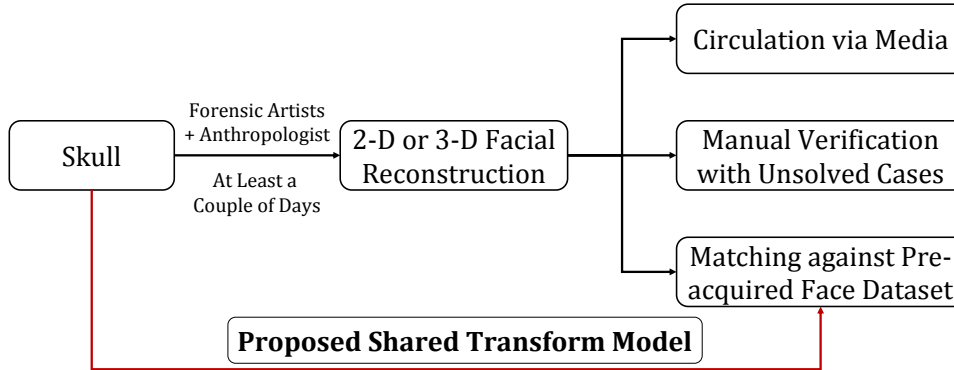 Skull
Forensic Artists
+ Anthropologist
At Least a
Couple of Days
2-D or 3-D Facial
Reconstruction
Circulation via Media
Manual Verification
with Unsolved Cases
Matching against Pre-
acquired Face Dataset
Proposed Shared Transform Model